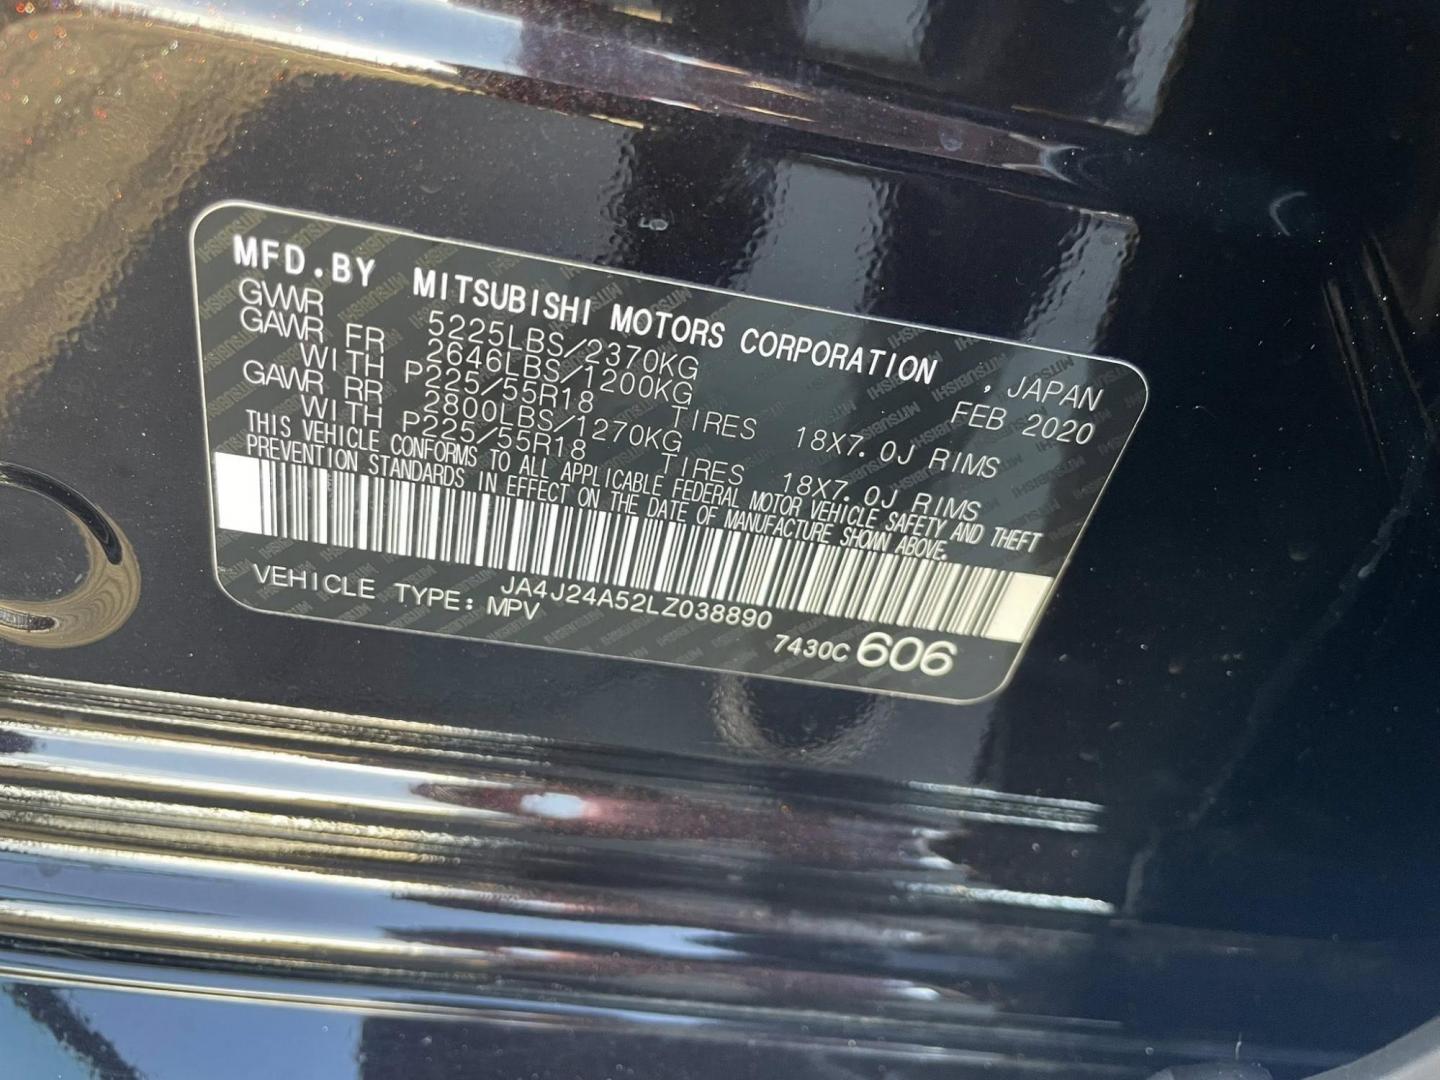 MFD.BY MITSUBISHI MOTORS CORPORATION, JAPAN
GVWR 5225LBS/2370KG FEB 2020
GAWR FR 2646LBS/1200KG
WITH P225/55R18 TIRES 18X7.0J RIMS
GAWR RR 2800LBS/1270KG
WITH P225/55R18 TIRES 18X7.0J RIMS
THIS VEHICLE CONFORMS TO ALL APPLICABLE FEDERAL MOTOR VEHICLE SAFETY AND THEFT
PREVENTION STANDARDS IN EFFECT ON THE DATE OF MANUFACTURE SHOWN ABOVE.
JA4J24A52LZ038890
VEHICLE TYPE: MPV
7430C 606